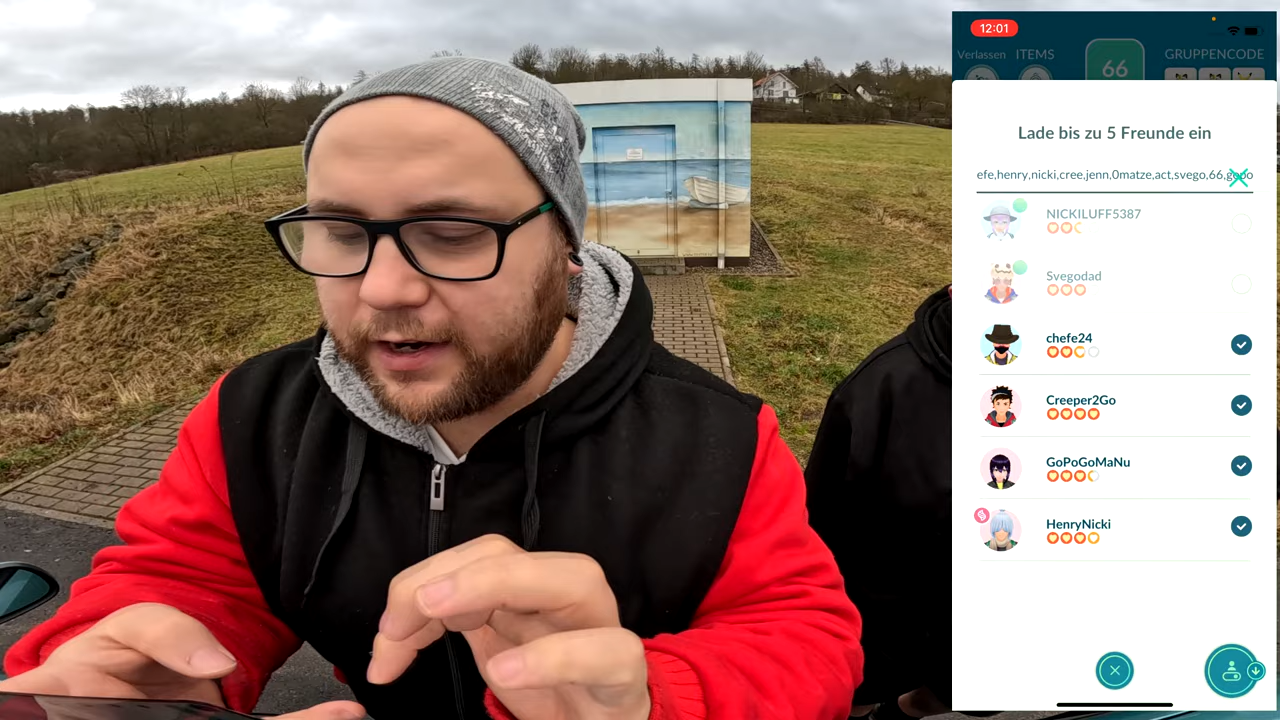 12:01
Verlassen ITEMS
66
GRUPPENCODE
Lade bis zu 5 Freunde ein
efe,henry,nicki,cree,jenn,0matze,act,svego,66,gopo
NICKILUFF5387
Svegodad
chefe24
Creeper2Go
GoPoGoMaNu
HenryNicki